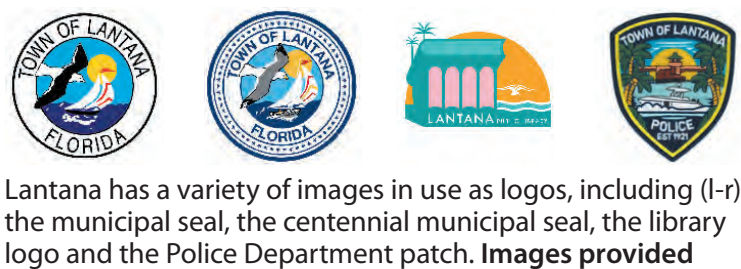 TOWN OF LANTANA
FLORIDA
TOWN OF LANTANA
FLORIDA
LANTANA
TOWN OF LANTANA
POLICE
EST 1921
Lantana has a variety of images in use as logos, including (l-r)
the municipal seal, the centennial municipal seal, the library
logo and the Police Department patch. Images provided